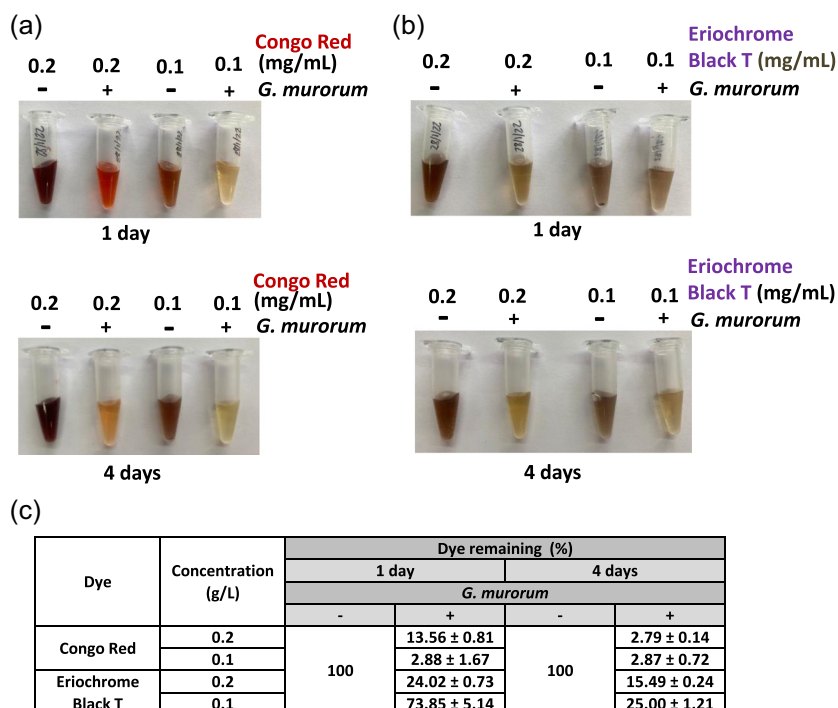 (a)
Congo Red
0.2 0.2 0.1 0.1 (mg/mL)
- + - + G. murorum
1 day
Congo Red
0.2 0.2 0.1 0.1 (mg/mL)
- + - + G. murorum
4 days
(b)
Eriochrome
0.2 0.2 0.1 0.1 Black T (mg/mL)
- + - + G. murorum
1 day
Eriochrome
0.2 0.2 0.1 0.1 Black T (mg/mL)
- + - + G. murorum
4 days
(c)
Dye Concentration (g/L) Dye remaining (%)
1 day 4 days
G. murorum
- + - +
Congo Red 0.2 100 13.56 ± 0.81 100 2.79 ± 0.14
0.1 2.88 ± 1.67 2.87 ± 0.72
Eriochrome Black T 0.2 24.02 ± 0.73 15.49 ± 0.24
0.1 73.85 ± 5.14 25.00 ± 1.21